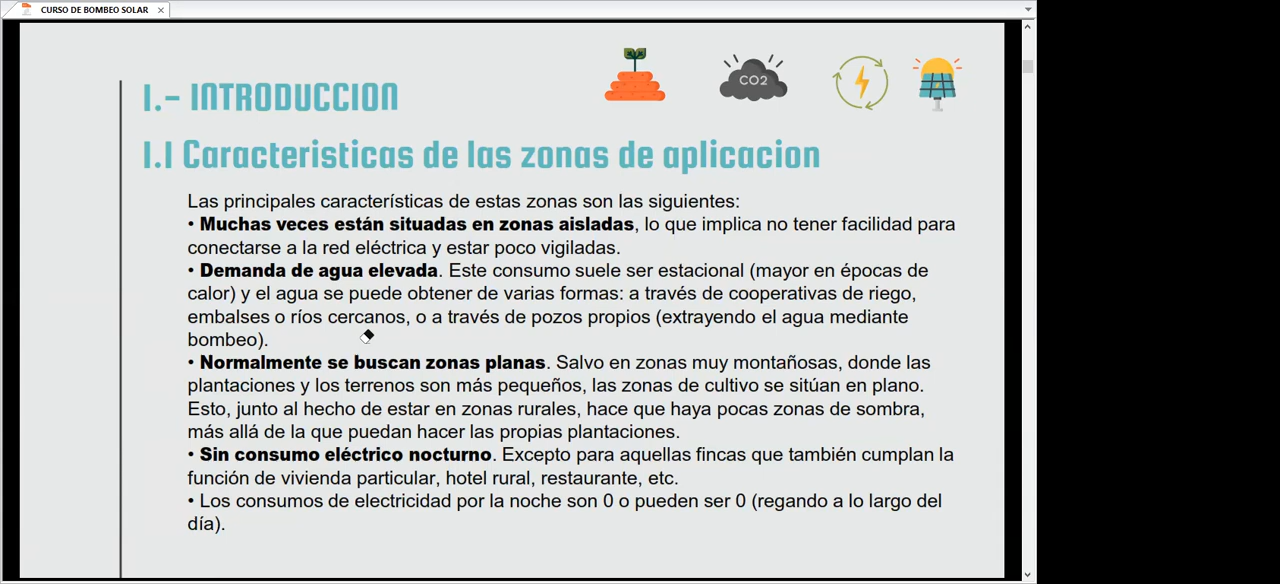 CURSO DE BOMBEO SOLAR
CO2
1.- INTRODUCCION
1.1 Caracteristicas de las zonas de aplicacion
Las principales características de estas zonas son las siguientes:
• Muchas veces están situadas en zonas aisladas, lo que implica no tener facilidad para
conectarse a la red eléctrica y estar poco vigiladas.
• Demanda de agua elevada. Este consumo suele ser estacional (mayor en épocas de
calor) y el agua se puede obtener de varias formas: a través de cooperativas de riego,
embalses o ríos cercanos, o a través de pozos propios (extrayendo el agua mediante
bombeo).
• Normalmente se buscan zonas planas. Salvo en zonas muy montañosas, donde las
plantaciones y los terrenos son más pequeños, las zonas de cultivo se sitúan en plano.
Esto, junto al hecho de estar en zonas rurales, hace que haya pocas zonas de sombra,
más allá de la que puedan hacer las propias plantaciones.
• Sin consumo eléctrico nocturno. Excepto para aquellas fincas que también cumplan la
función de vivienda particular, hotel rural, restaurante, etc.
• Los consumos de electricidad por la noche son 0 o pueden ser 0 (regando a lo largo del
día).